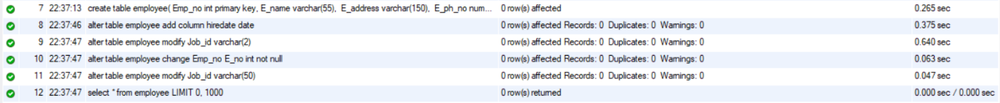 7 22:37:13 create table employee( Emp_no int primary key, E_name varchar(55), E_address varchar(150), E_ph_no num... 0 row(s) affected 0.265 sec
8 22:37:46 alter table employee add column hiredate date 0 row(s) affected Records: 0 Duplicates: 0 Warnings: 0 0.375 sec
9 22:37:47 alter table employee modify Job_id varchar(2) 0 row(s) affected Records: 0 Duplicates: 0 Warnings: 0 0.640 sec
10 22:37:47 alter table employee change Emp_no E_no int not null 0 row(s) affected Records: 0 Duplicates: 0 Warnings: 0 0.063 sec
11 22:37:47 alter table employee modify Job_id varchar(50) 0 row(s) affected Records: 0 Duplicates: 0 Warnings: 0 0.047 sec
12 22:37:47 select * from employee LIMIT 0, 1000 0 row(s) returned 0.000 sec / 0.000 sec